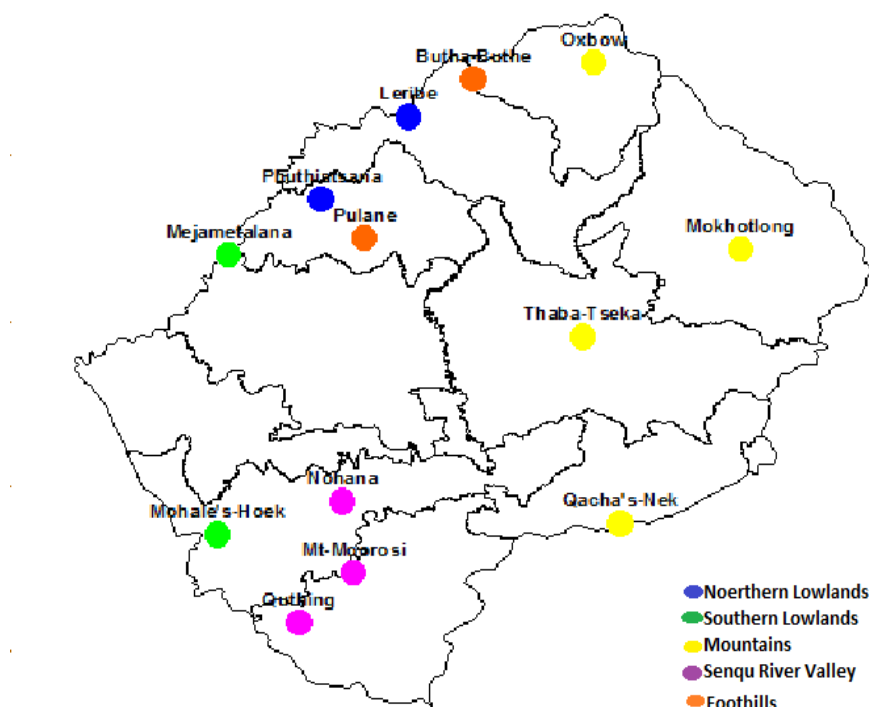 Oxbow
Butha-Bothe
Leribe
Phuthiatsana
Pulane
Mejametalana
Mokhotlong
Thaba-Tseka
Nohana
Mohale's-Hoek
Qacha's-Nek
Mt-Moorosi
Quthing
Noerthern Lowlands
Southern Lowlands
Mountains
Senqu River Valley
Foothills